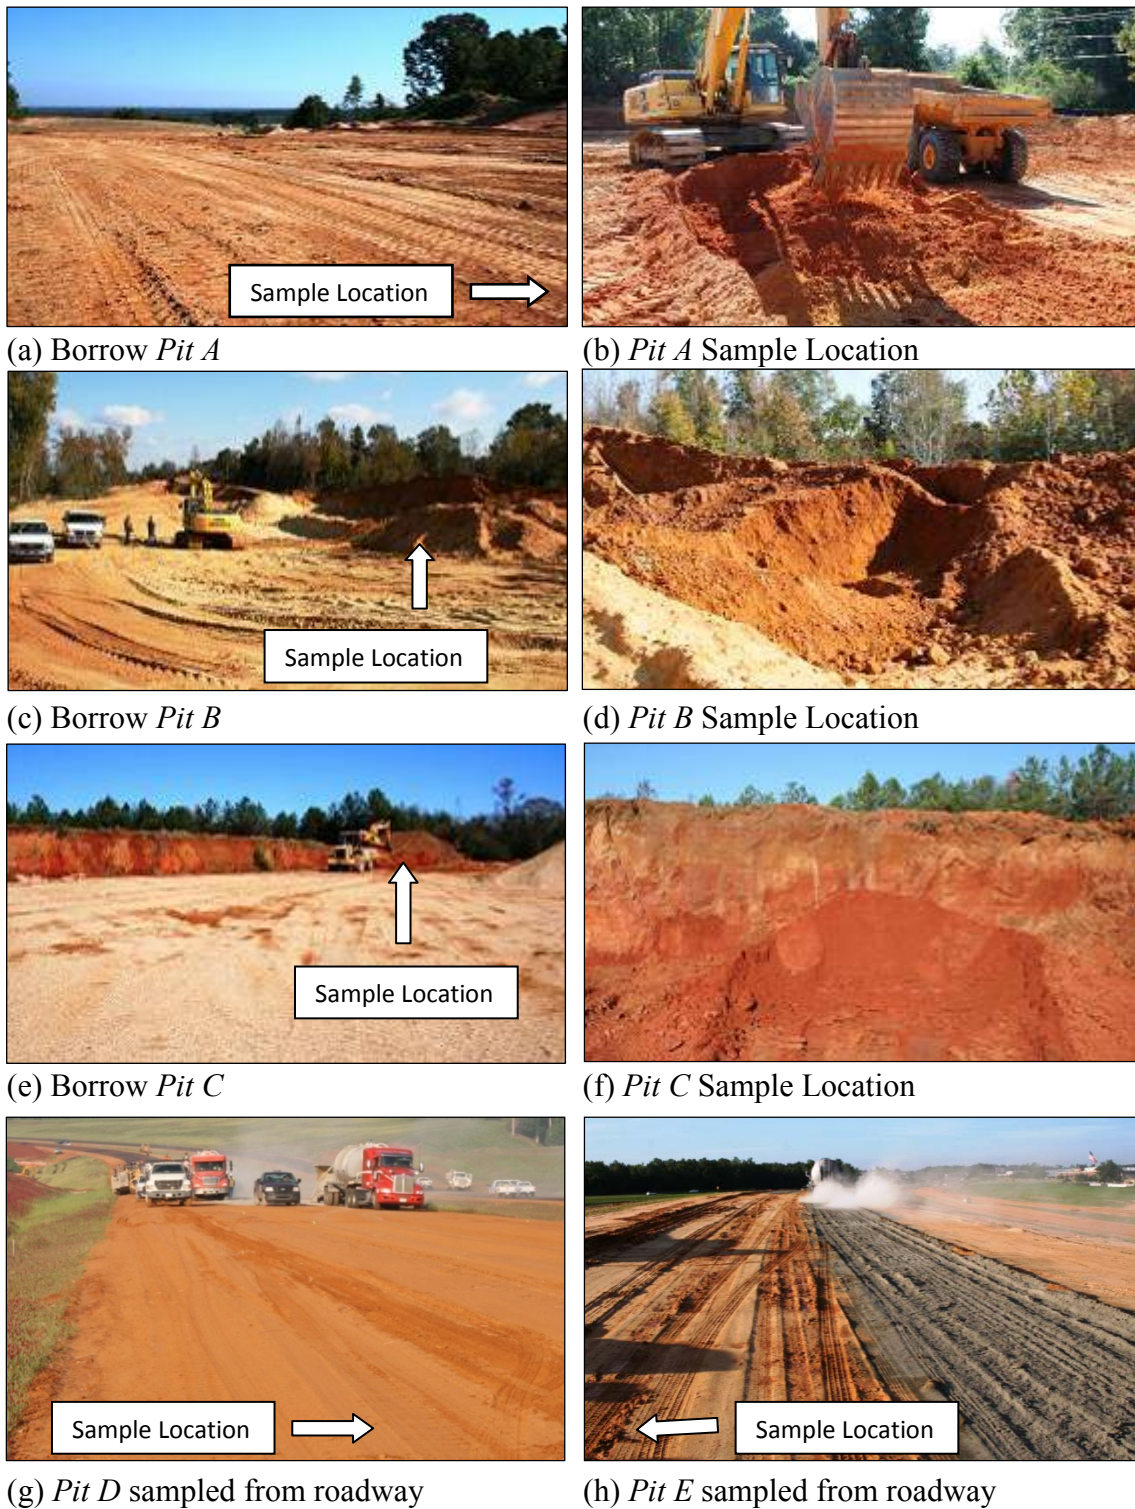 Sample Location
(a) Borrow Pit A
(b) Pit A Sample Location
Sample Location
(c) Borrow Pit B
(d) Pit B Sample Location
Sample Location
(e) Borrow Pit C
(f) Pit C Sample Location
Sample Location
Sample Location
(g) Pit D sampled from roadway
(h) Pit E sampled from roadway